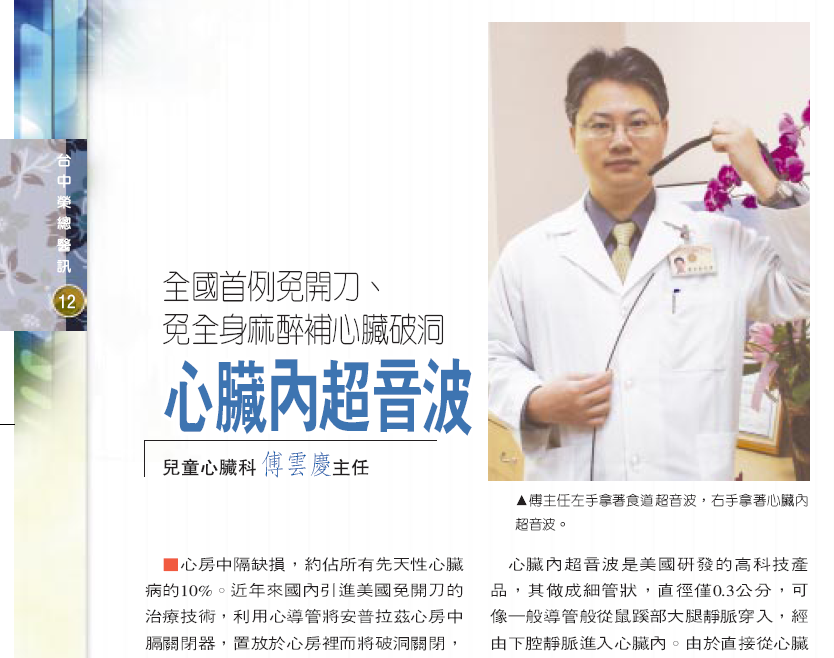 台中榮總醫訊
12
全國首例免開刀、
免全身麻醉補心臟破洞
心臟內超音波
兒童心臟科 傅雲慶主任
▲傅主任左手拿著食道超音波，右手拿著心臟內
超音波。
■心房中隔缺損，約佔所有先天性心臟
病的10%。近年來國內引進美國免開刀的
治療技術，利用心導管將安普拉茲心房中
膈關閉器，置放於心房裡而將破洞關閉，
心臟內超音波是美國研發的高科技產
品，其做成細管狀，直徑僅0.3公分，可
像一般導管般從鼠蹊部大腿靜脈穿入，經
由下腔靜脈進入心臟內。由於直接從心臟